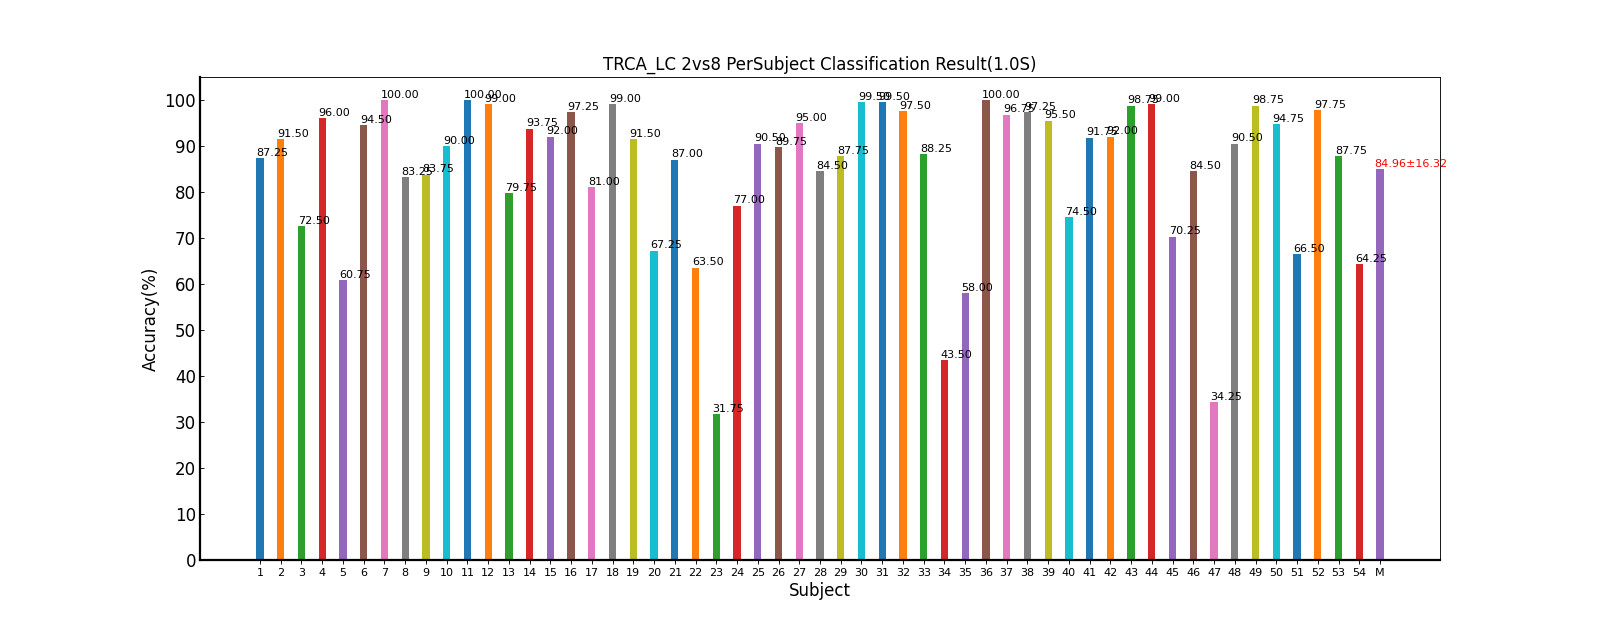 TRCA_LC 2vs8 PerSubject Classification Result(1.0S)
Accuracy(%)
100
90
80
70
60
50
40
30
20
10
0
87.25 91.50 72.50 96.00 60.75 94.50 100.00 83.25 83.75 90.00 100.00 99.00 79.75 93.75 92.00 97.25 81.00 99.00 91.50 67.25 87.00 63.50 31.75 77.00 90.50 89.75 95.00 84.50 87.75 99.50 99.50 97.50 88.25 43.50 58.00 100.00 96.75 97.25 95.50 74.50 91.75 92.00 98.75 99.00 70.25 84.50 34.25 90.50 98.75 94.75 66.50 97.75 87.75 64.25 84.96±16.32
1 2 3 4 5 6 7 8 9 10 11 12 13 14 15 16 17 18 19 20 21 22 23 24 25 26 27 28 29 30 31 32 33 34 35 36 37 38 39 40 41 42 43 44 45 46 47 48 49 50 51 52 53 54 M
Subject